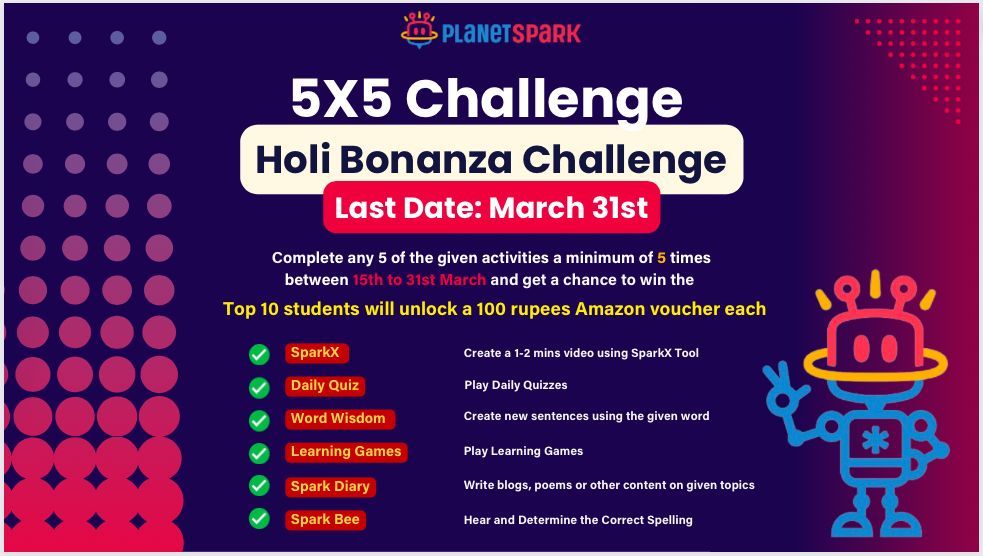 PLANETSPARK
5X5 Challenge
Holi Bonanza Challenge
Last Date: March 31st
Complete any 5 of the given activities a minimum of 5 times
between 15th to 31st March and get a chance to win the
Top 10 students will unlock a 100 rupees Amazon voucher each
SparkX Create a 1-2 mins video using SparkX Tool
Daily Quiz Play Daily Quizzes
Word Wisdom Create new sentences using the given word
Learning Games Play Learning Games
Spark Diary Write blogs, poems or other content on given topics
Spark Bee Hear and Determine the Correct Spelling